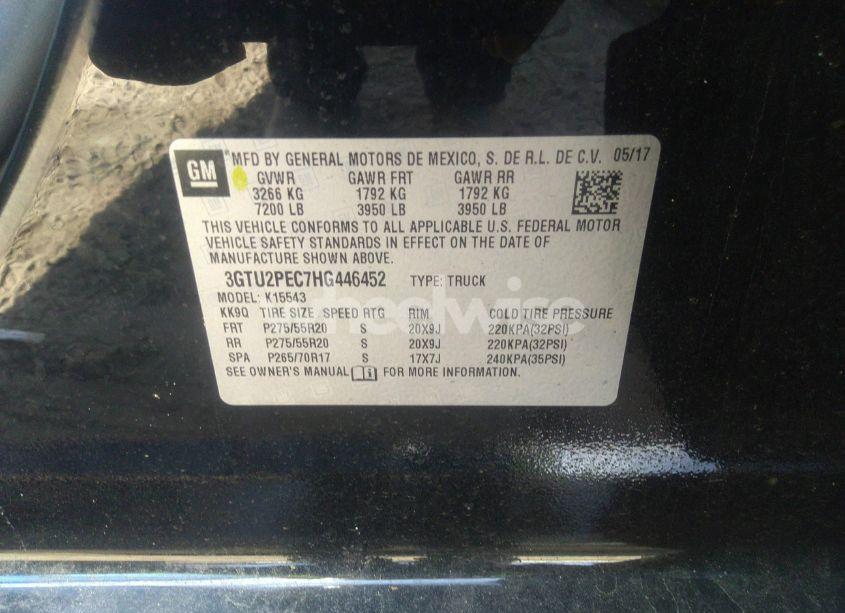 GM
MFD BY GENERAL MOTORS DE MEXICO, S. DE R.L. DE C.V. 05/17
GVWR GAWR FRT GAWR RR
3266 KG 1792 KG 1792 KG
7200 LB 3950 LB 3950 LB
THIS VEHICLE CONFORMS TO ALL APPLICABLE U.S. FEDERAL MOTOR
VEHICLE SAFETY STANDARDS IN EFFECT ON THE DATE OF
MANUFACTURE SHOWN ABOVE.
3GTU2PEC7HG446452 TYPE: TRUCK
MODEL: K15543
KK9Q TIRE SIZE SPEED RTG RIM COLD TIRE PRESSURE
FRT P275/55R20 S 20X9J 220KPA(32PSI)
RR P275/55R20 S 20X9J 220KPA(32PSI)
SPA P265/70R17 S 17X7J 240KPA(35PSI)
SEE OWNER'S MANUAL FOR MORE INFORMATION.